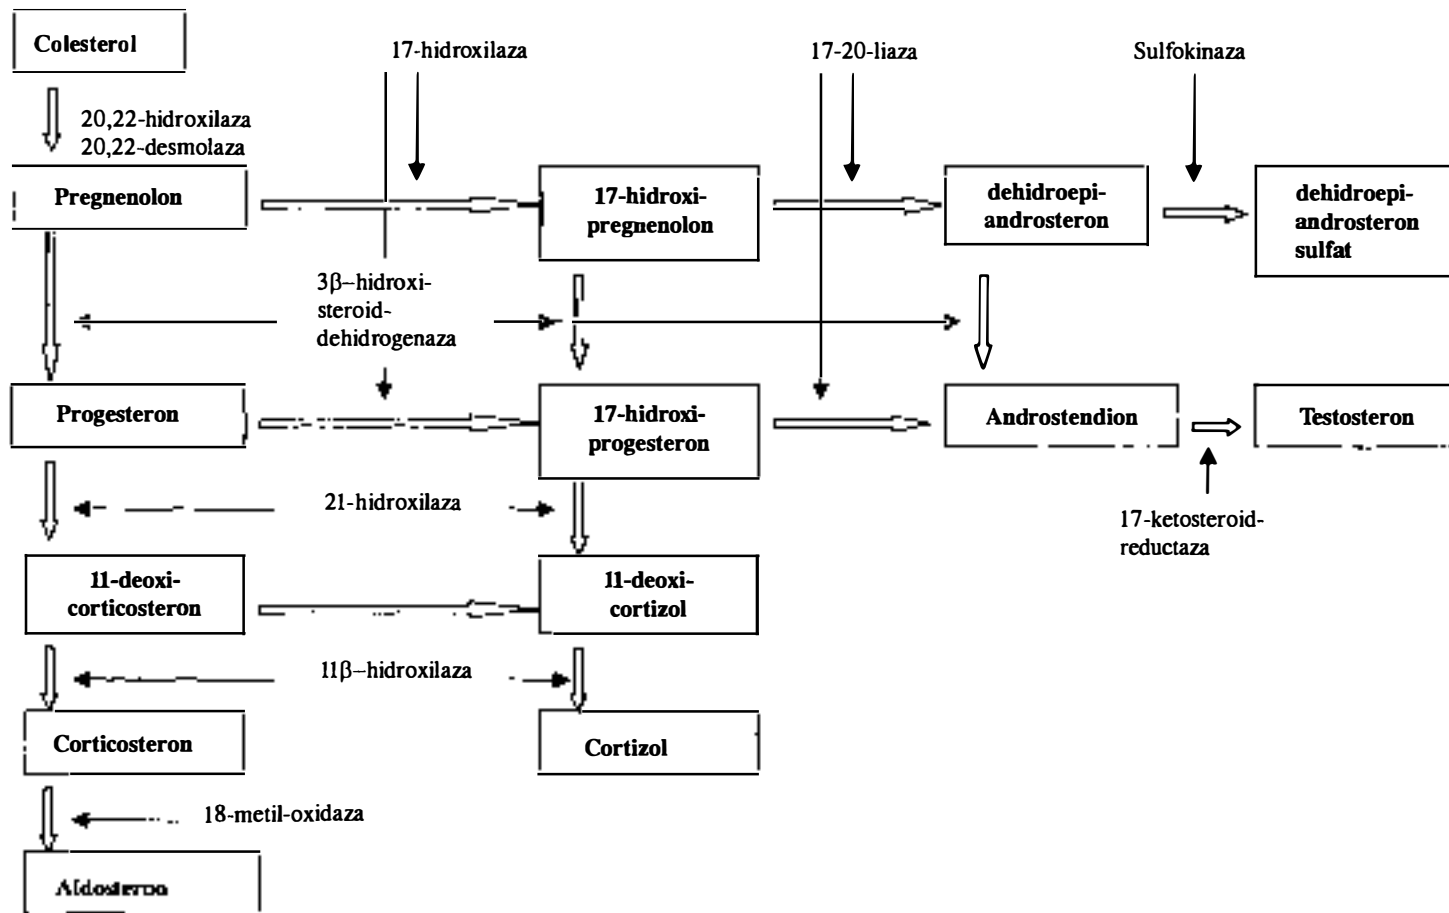 Colesterol
17-hidroxilaza
17-20-liaza
Sulfokinaza
20,22-hidroxilaza
20,22-desmolaza
Pregnenolon
17-hidroxi-
pregnenolon
dehidroepi-
androsteron
dehidroepi-
androsteron
sulfat
3β–hidroxi-
steroid-
dehidrogenaza
Progesteron
17-hidroxi-
progesteron
Androstendion
Testosteron
21-hidroxilaza
17-ketosteroid-
reductaza
11-deoxi-
corticosteron
11-deoxi-
cortizol
11β–hidroxilaza
Corticosteron
Cortizol
18-metil-oxidaza
Aldosteron